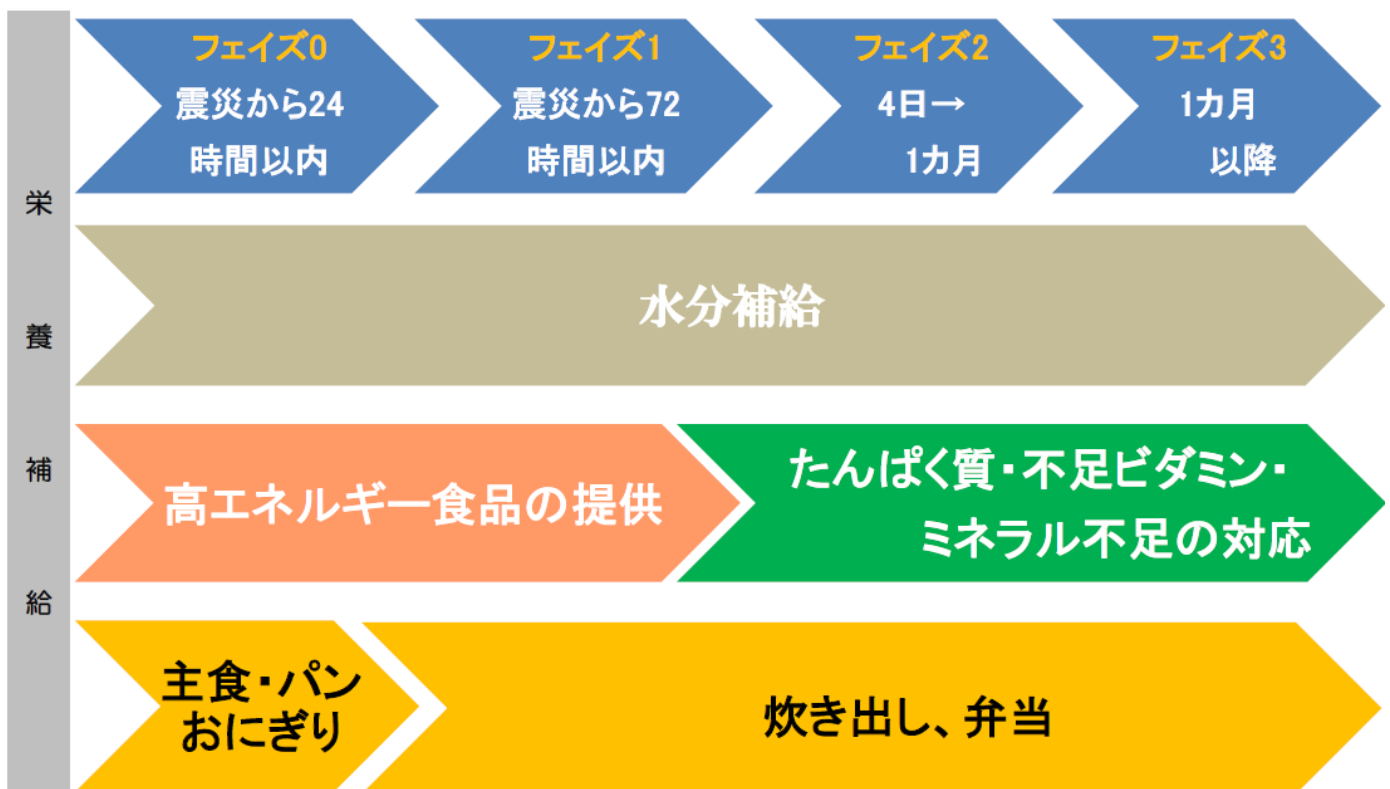 フェイズ0
震災から24
時間以内
フェイズ1
震災から72
時間以内
フェイズ2
4日→
1カ月
フェイズ3
1カ月
以降
栄養補給
水分補給
高エネルギー食品の提供
たんぱく質・不足ビダミン・
ミネラル不足の対応
主食・パン
おにぎり
炊き出し、弁当